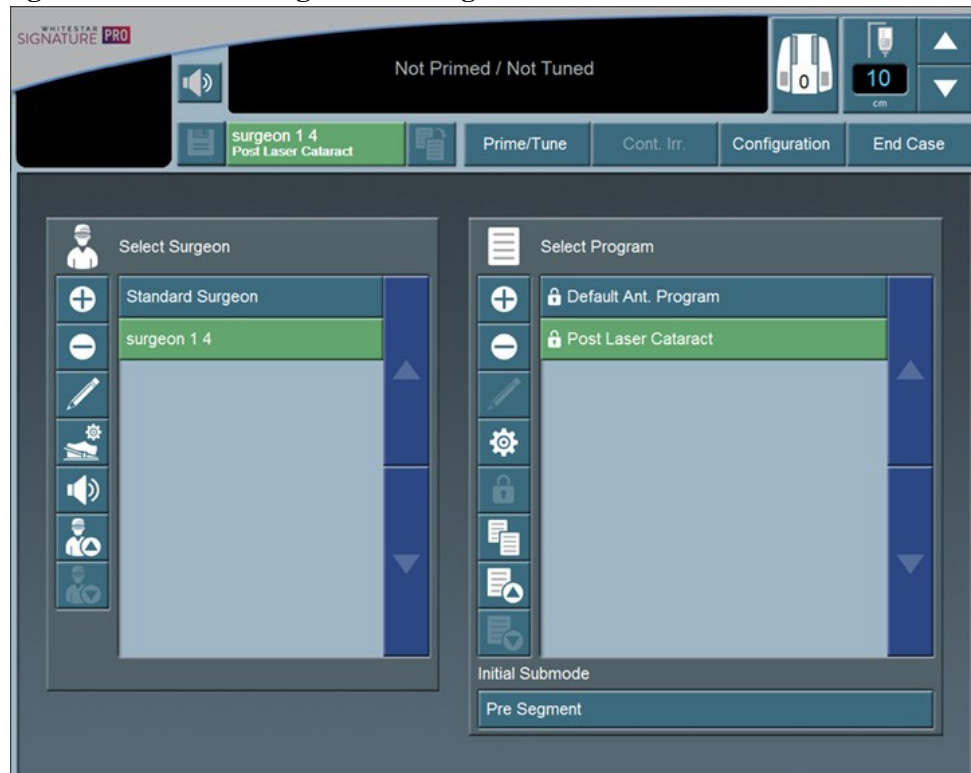 WHITESTAR
SIGNATURE PRO
Not Primed / Not Tuned
0
10
cm
surgeon 1 4
Post Laser Cataract
Prime/Tune
Cont. Irr.
Configuration
End Case
Select Surgeon
Standard Surgeon
surgeon 1 4
Select Program
Default Ant. Program
Post Laser Cataract
Initial Submode
Pre Segment